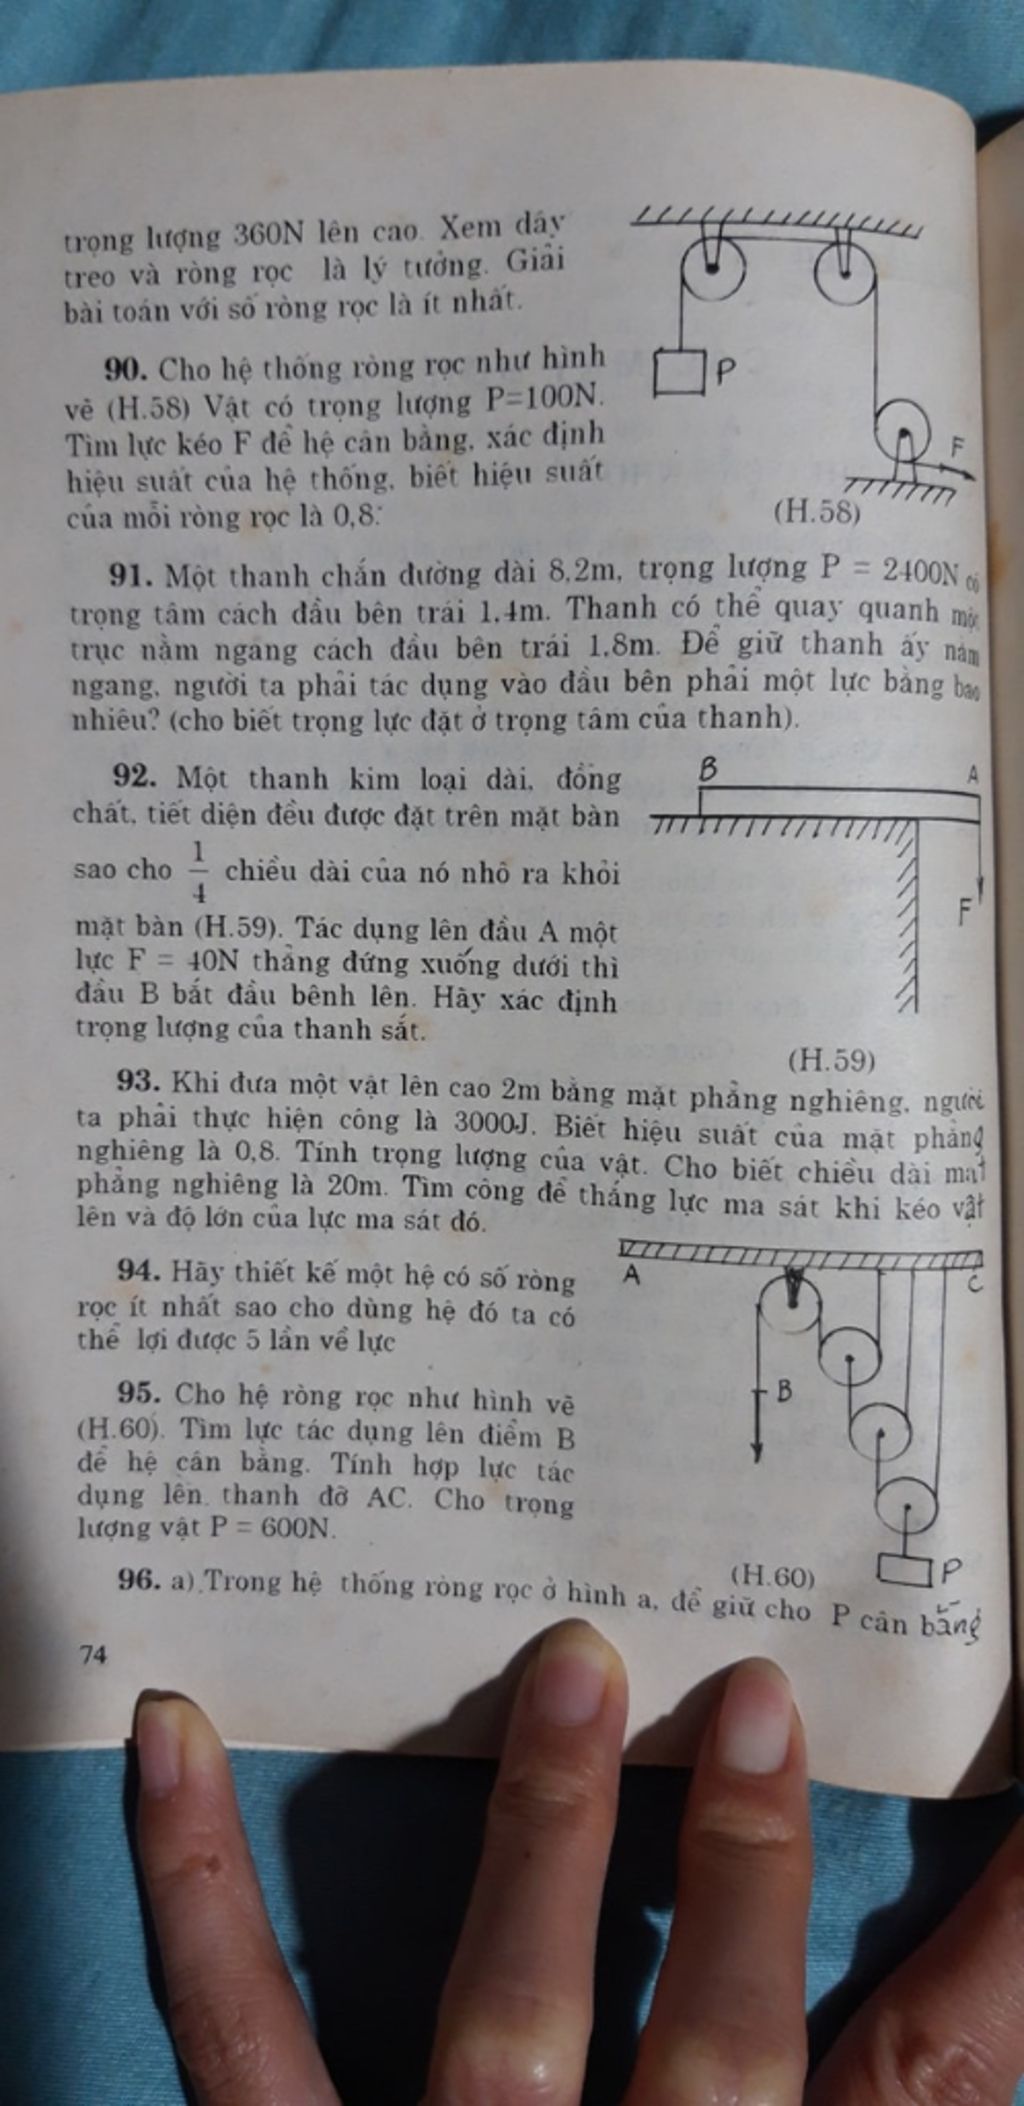 trọng lượng 360N lên cao. Xem dây
treo và ròng rọc là lý tưởng. Giải
bài toán với số ròng rọc là ít nhất.
P
F
(H.58)
90. Cho hệ thống ròng rọc như hình
vẽ (H.58) Vật có trọng lượng P=100N.
Tìm lực kéo F để hệ cân bằng, xác định
hiệu suất của hệ thống, biết hiệu suất
của mỗi ròng rọc là 0,8.
91. Một thanh chắn đường dài 8,2m, trọng lượng P = 2400N có
trọng tâm cách đầu bên trái 1,4m. Thanh có thể quay quanh một
trục nằm ngang cách đầu bên trái 1,8m. Để giữ thanh ấy nằm
ngang, người ta phải tác dụng vào đầu bên phải một lực bằng bao
nhiêu? (cho biết trọng lực đặt ở trọng tâm của thanh).
92. Một thanh kim loại dài, đồng
chất, tiết diện đều được đặt trên mặt bàn
sao cho 1/4 chiều dài của nó nhô ra khỏi
mặt bàn (H.59). Tác dụng lên đầu A một
lực F = 40N thẳng đứng xuống dưới thì
đầu B bắt đầu bênh lên. Hãy xác định
trọng lượng của thanh sắt.
B
A
F
(H.59)
93. Khi đưa một vật lên cao 2m bằng mặt phẳng nghiêng, người
ta phải thực hiện công là 3000J. Biết hiệu suất của mặt phẳng
nghiêng là 0,8. Tính trọng lượng của vật. Cho biết chiều dài mặt
phẳng nghiêng là 20m. Tìm công để thắng lực ma sát khi kéo vật
lên và độ lớn của lực ma sát đó.
94. Hãy thiết kế một hệ có số ròng
rọc ít nhất sao cho dùng hệ đó ta có
thể lợi được 5 lần về lực
95. Cho hệ ròng rọc như hình vẽ
(H.60). Tìm lực tác dụng lên điểm B
để hệ cân bằng. Tính hợp lực tác
dụng lên thanh đỡ AC. Cho trọng
lượng vật P = 600N.
A
C
B
P
(H.60)
96. a) Trong hệ thống ròng rọc ở hình a, để giữ cho P cân bằng
74